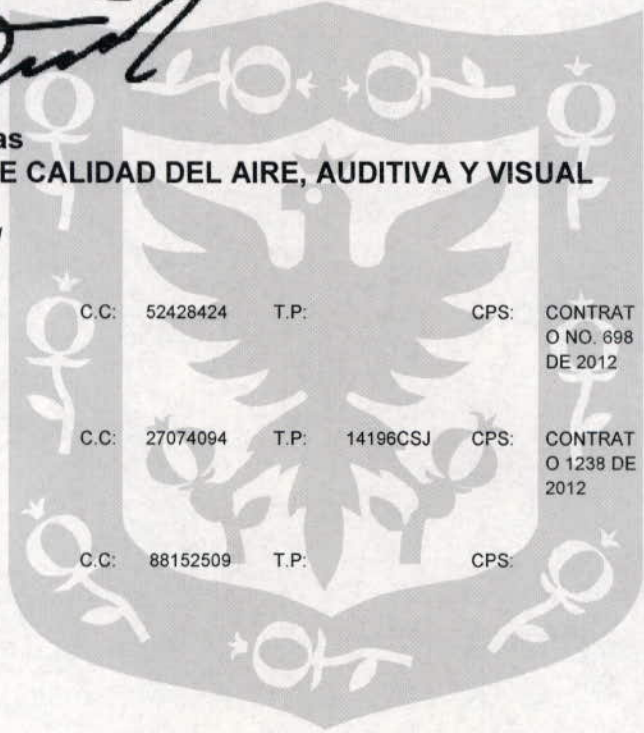 as
E CALIDAD DEL AIRE, AUDITIVA Y VISUAL
C.C: 52428424 T.P: CPS: CONTRAT
O NO. 698
DE 2012
C.C: 27074094 T.P: 14196CSJ CPS: CONTRAT
O 1238 DE
2012
C.C: 88152509 T.P: CPS: